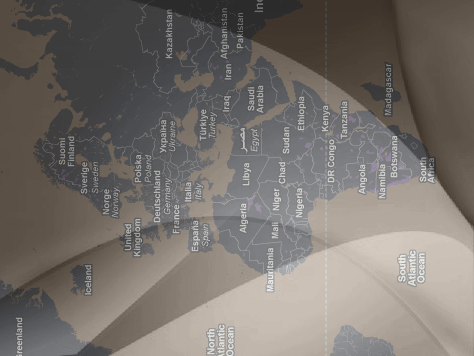 Greenland
Iceland
Suomi
Finland
Sverige
Sweden
Norge
Norway
United
Kingdom
Polska
Poland
Deutschland
Germany
Україна
Ukraine
France
Italia
Italy
España
Spain
Türkiye
Turkey
Kazakhstan
Afghanistan
Pakistan
Iran
Iraq
Saudi
Arabia
مصر
Egypt
Libya
Algeria
Mauritania
Mali
Niger
Chad
Sudan
Ethiopia
Nigeria
DR Congo
Kenya
Tanzania
Angola
Namibia
Botswana
South
Africa
Madagascar
North
Atlantic
Ocean
South
Atlantic
Ocean